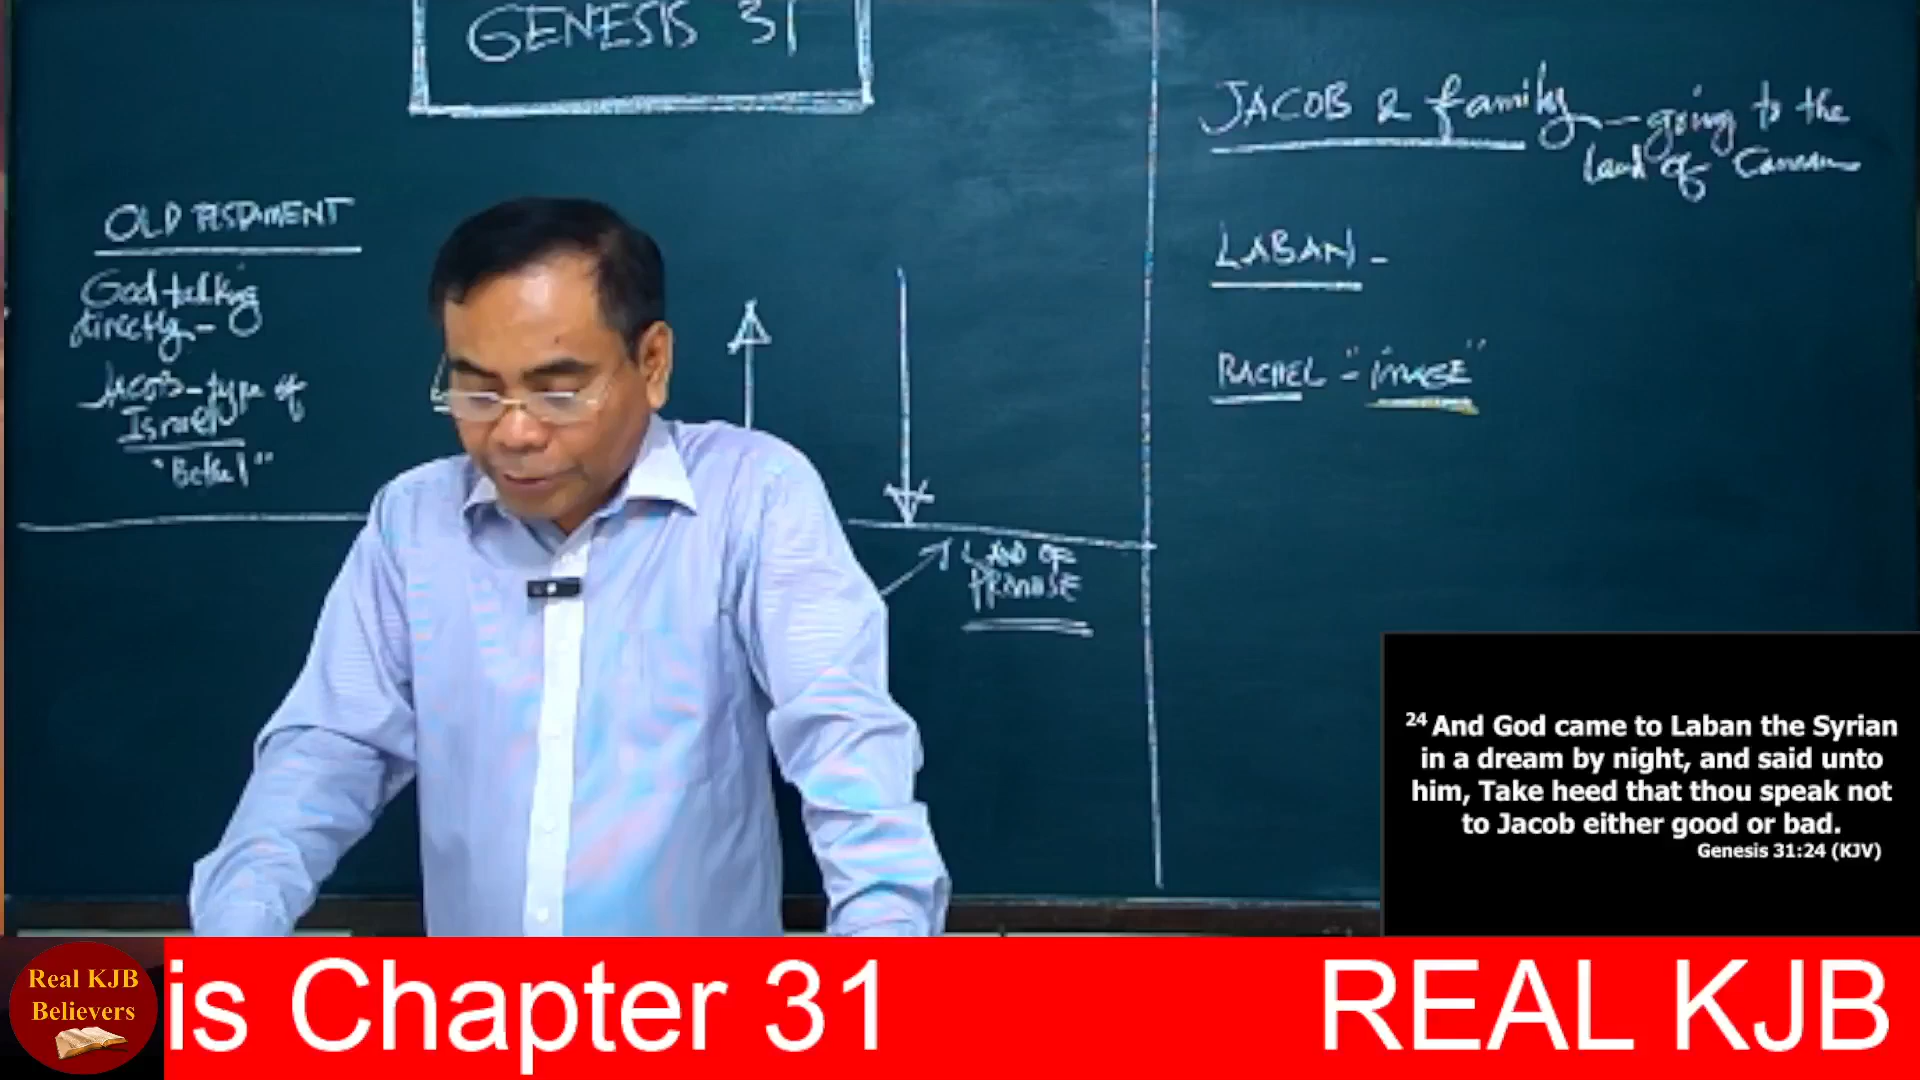 GENESIS 31
OLD TESTAMENT
God talking
directly -
Jacob - type of
Israel
"Bethel"
LAND OF
PROMISE
JACOB & family - going to the
land of Canaan
LABAN -
RACHEL - "IMAGE"
24 And God came to Laban the Syrian
in a dream by night, and said unto
him, Take heed that thou speak not
to Jacob either good or bad.
Genesis 31:24 (KJV)
Real KJB
Believers
is Chapter 31 REAL KJB